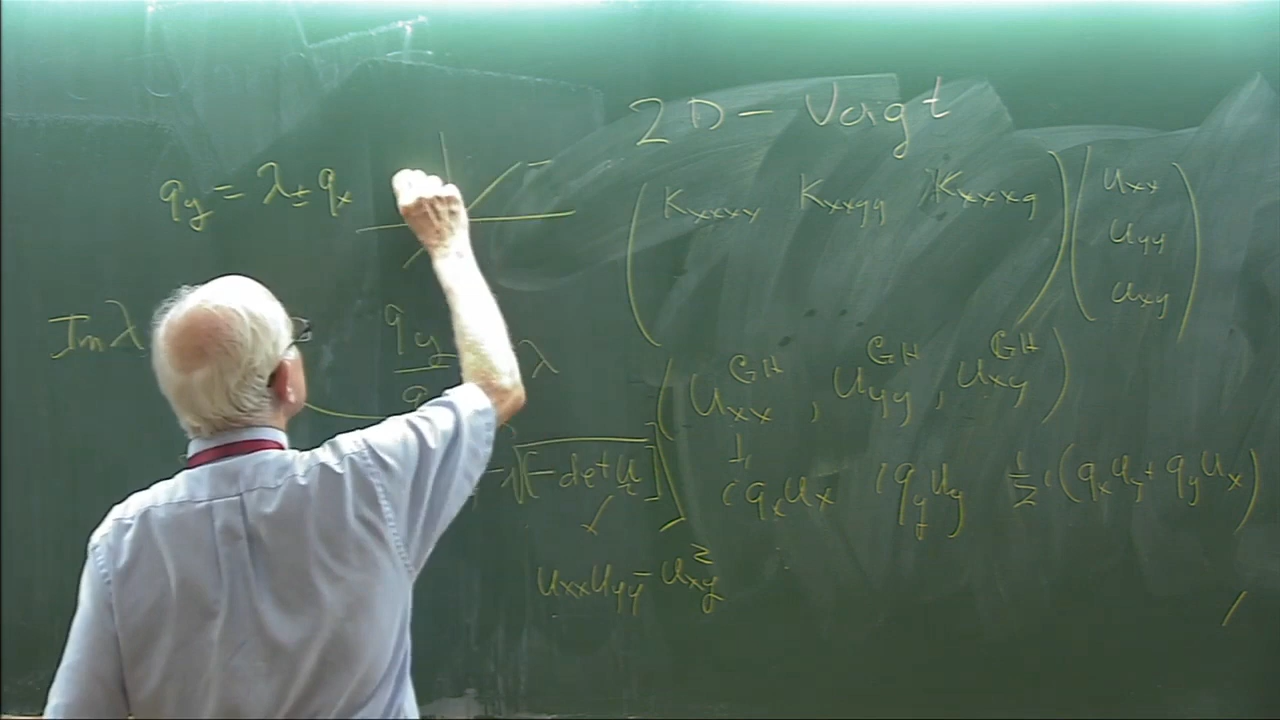 2D - Voigt
q_y = λ± q_x
( K_xxxx K_xxyy K_xxxy ) ( u_xx
u_yy
u_xy )
Im λ
q_y
λ
( U_xx^GH , U_yy^GH , U_xy^GH )
-√[-det u]
i q_x u_x i q_y u_y 1/2 i (q_x u_y + q_y u_x)
u_xx u_yy - u_xy^2